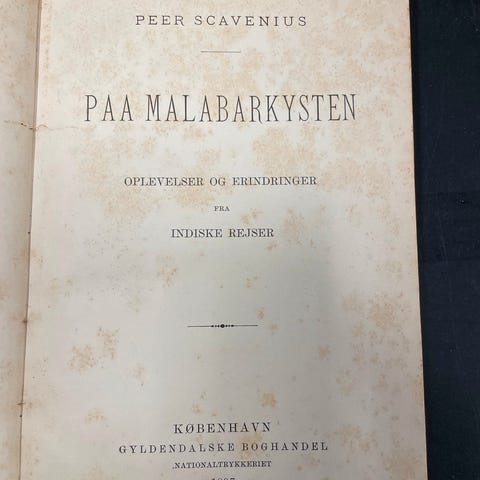 PEER SCAVENIUS
PAA MALABARKYSTEN
OPLEVELSER OG ERINDRINGER
FRA
INDISKE REJSER
KØBENHAVN
GYLDENDALSKE BOGHANDEL
NATIONALTRYKKERIET